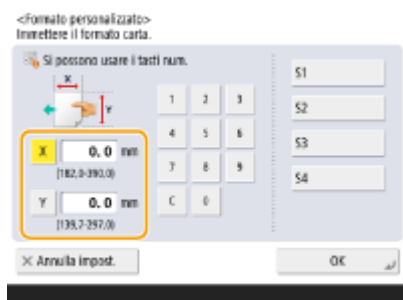 <Formato personalizzato>
Immettere il formato carta.
Si possono usare i tasti num.
X
Y
X 0,0 mm
(182,0-390,0)
Y 0,0 mm
(139,7-297,0)
1 2 3
4 5 6
7 8 9
C 0
S1
S2
S3
S4
× Annulla impost.
OK